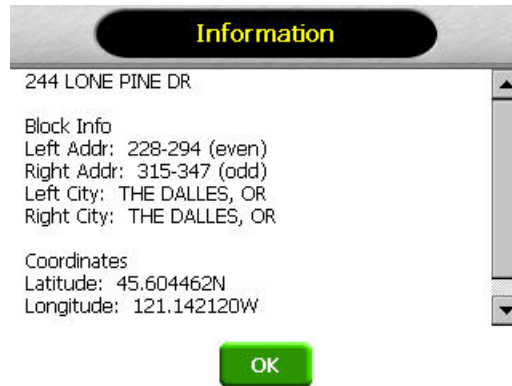 Information
244 LONE PINE DR
Block Info
Left Addr: 228-294 (even)
Right Addr: 315-347 (odd)
Left City: THE DALLES, OR
Right City: THE DALLES, OR
Coordinates
Latitude: 45.604462N
Longitude: 121.142120W
OK